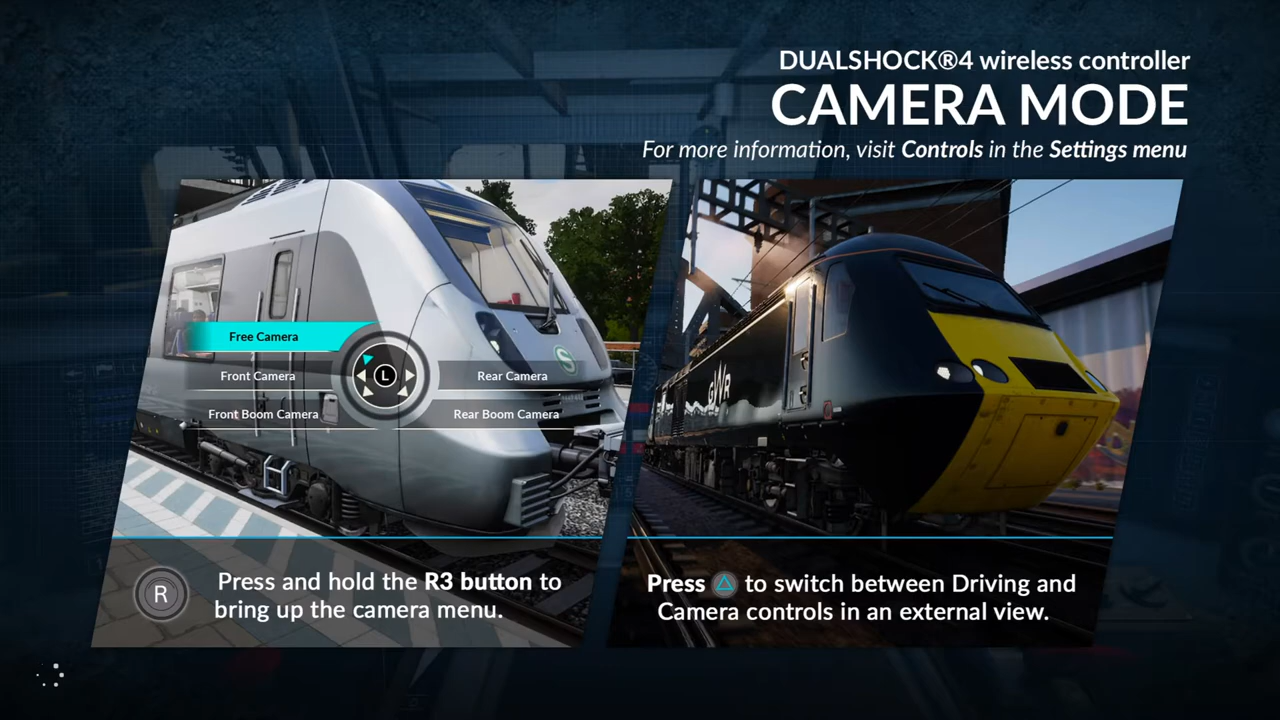 DUALSHOCK®4 wireless controller
CAMERA MODE
For more information, visit Controls in the Settings menu
Free Camera
Front Camera
Front Boom Camera
L
Rear Camera
Rear Boom Camera
S
GWR
R
Press and hold the R3 button to
bring up the camera menu.
Press to switch between Driving and
Camera controls in an external view.